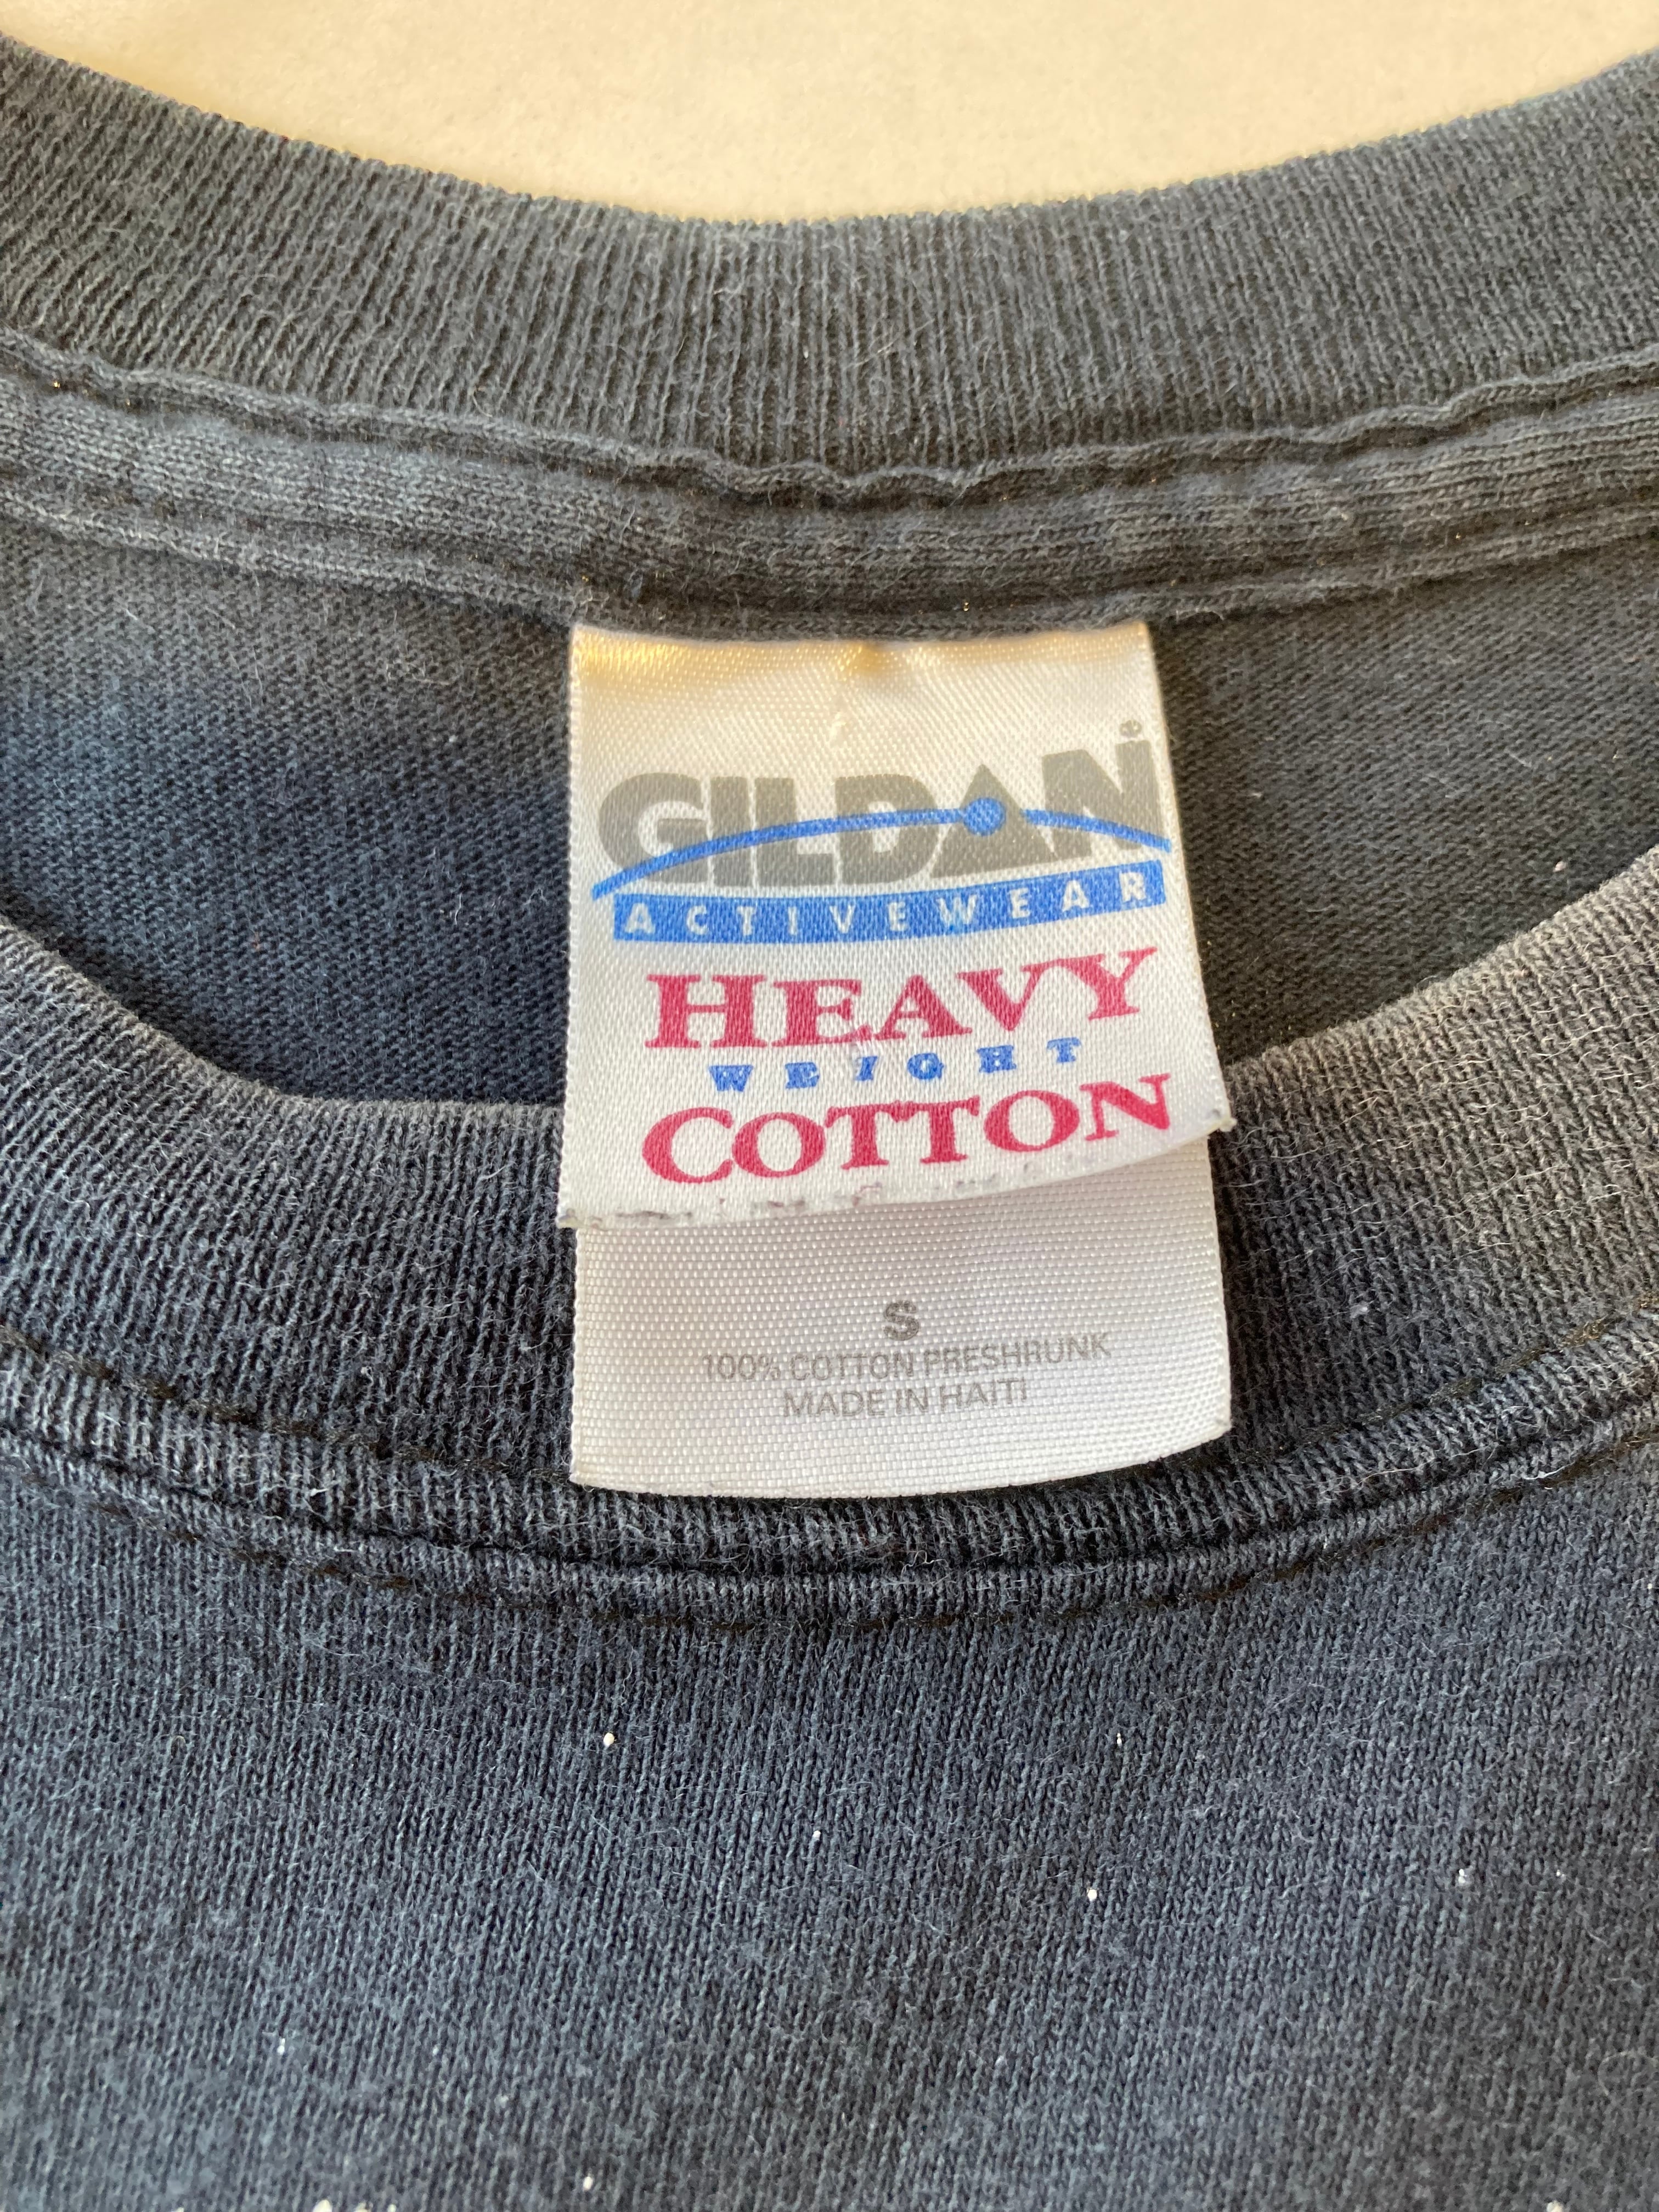 GILDAN®
ACTIVEWEAR
HEAVY
WEIGHT
COTTON
S
100% COTTON PRESHRUNK
MADE IN HAITI